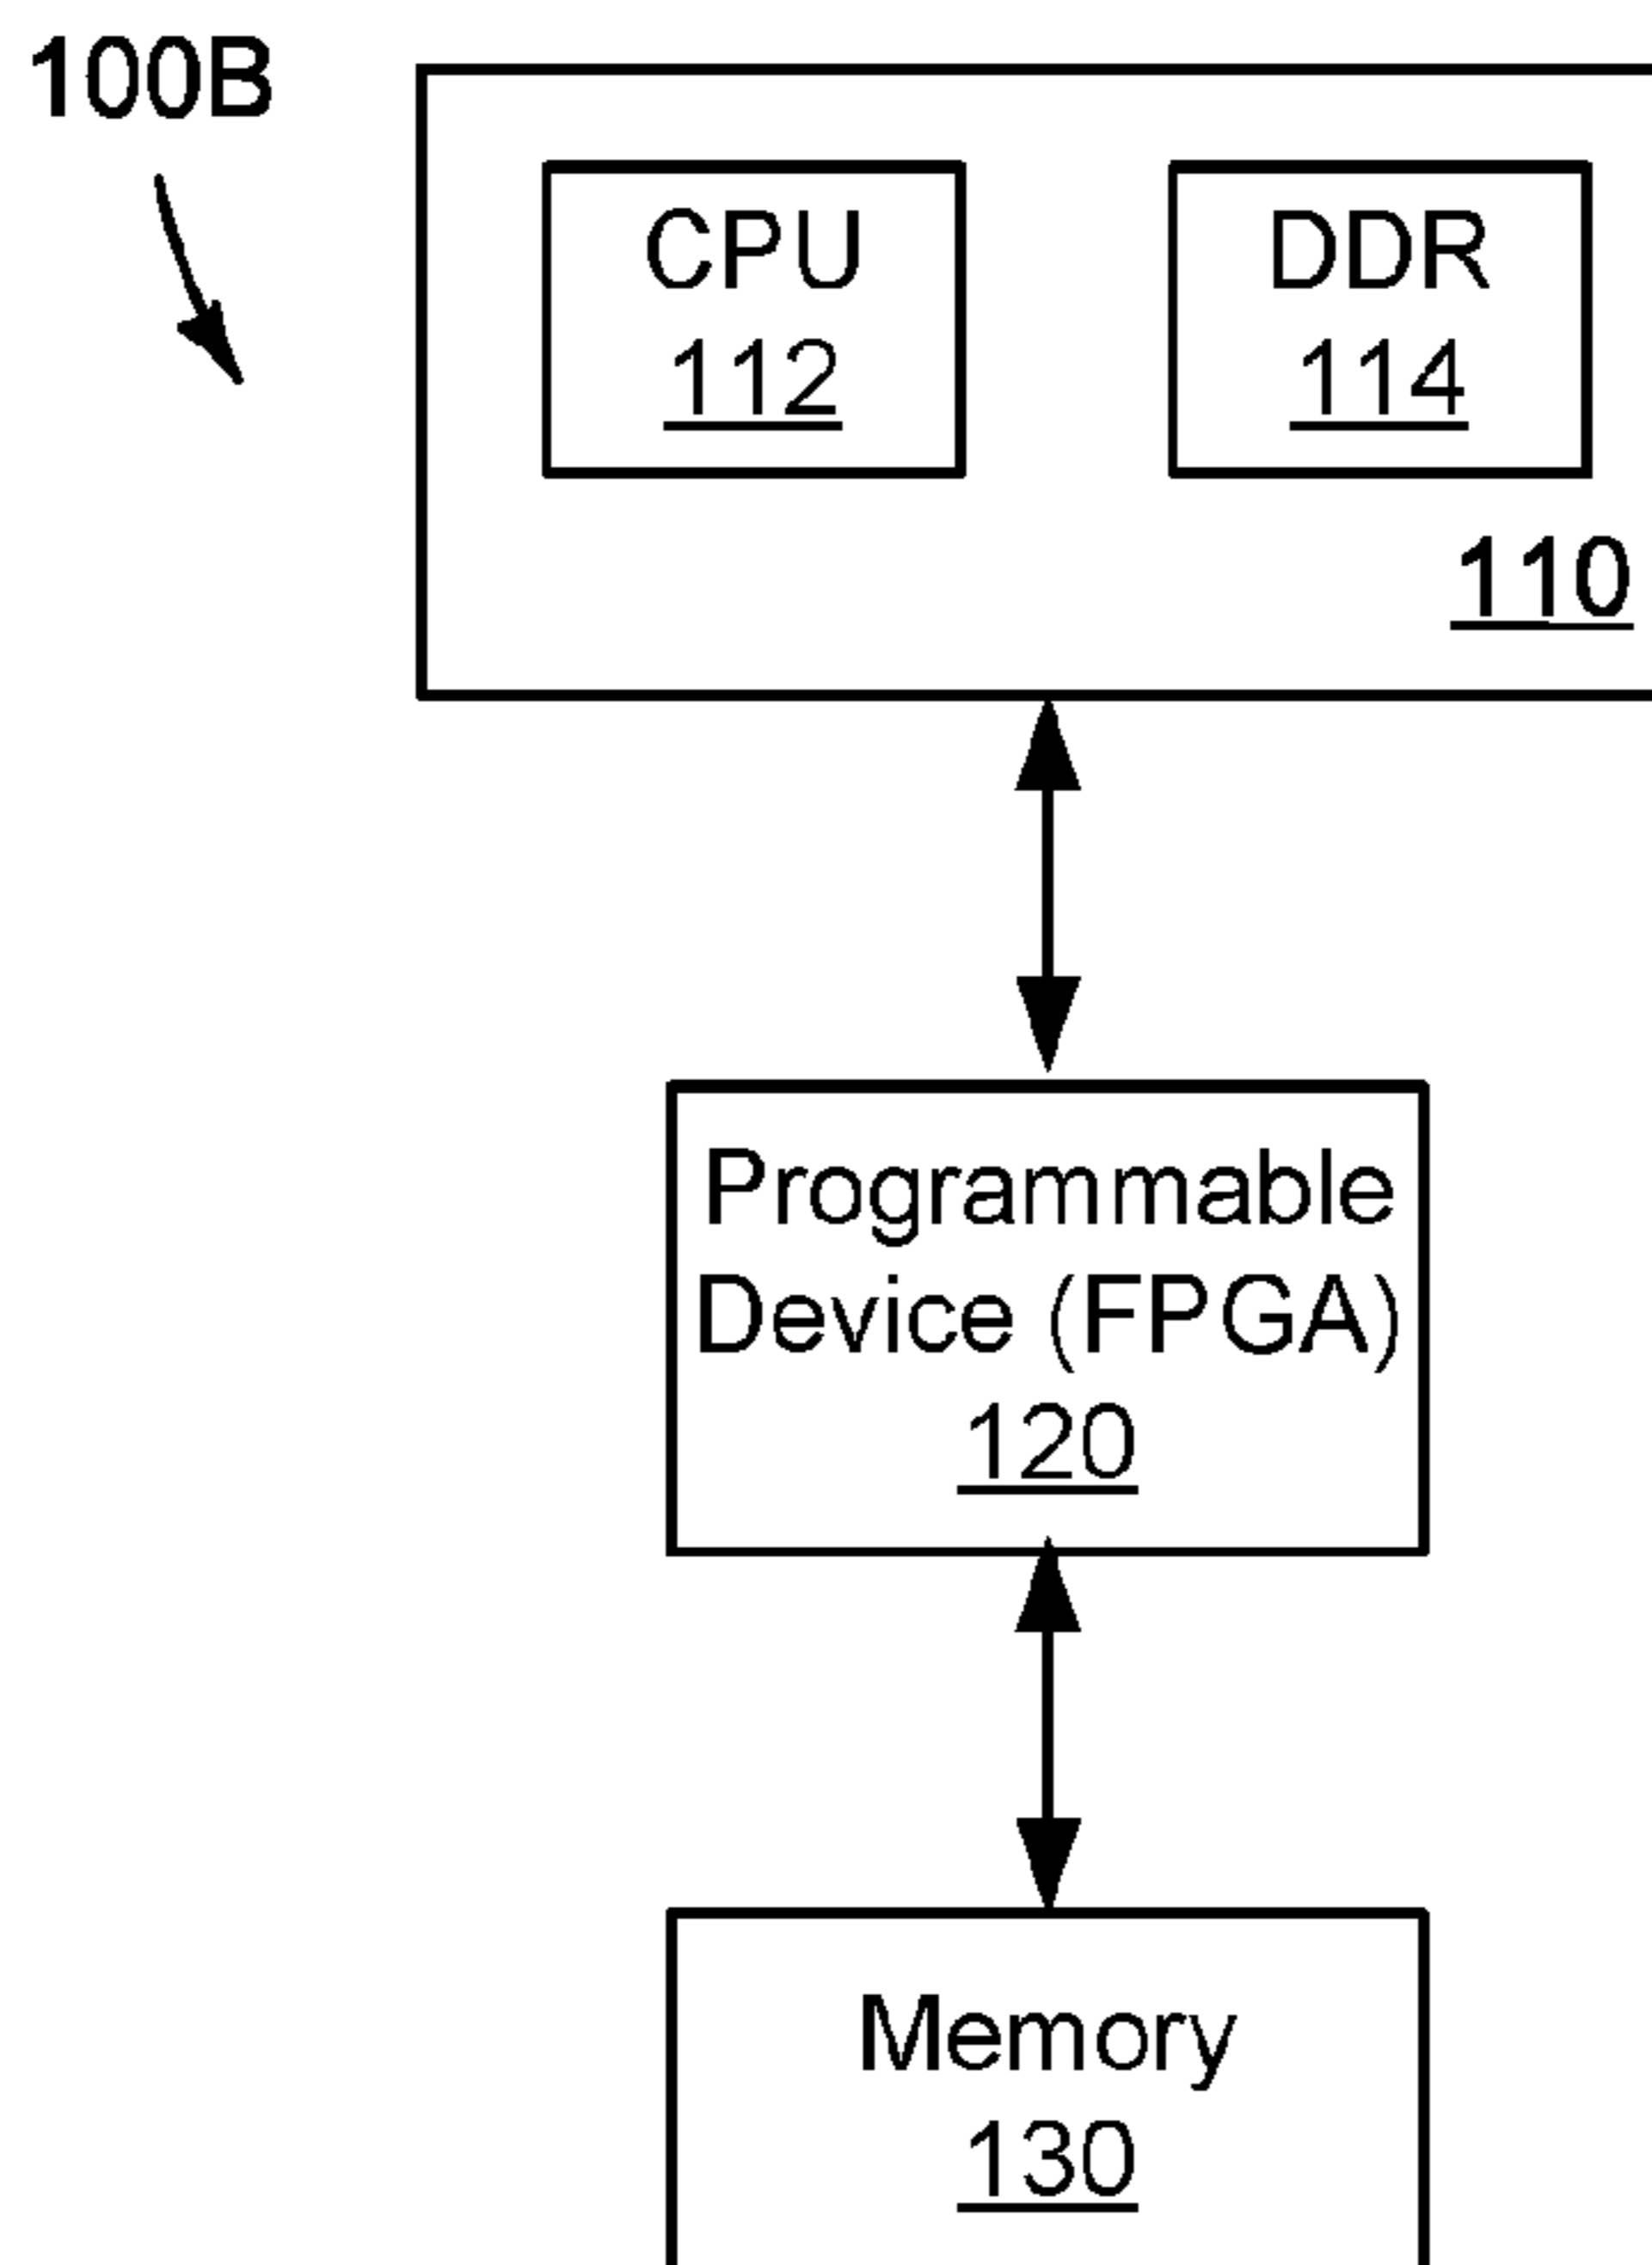 100B
CPU
112
DDR
114
110
Programmable
Device (FPGA)
120
Memory
130